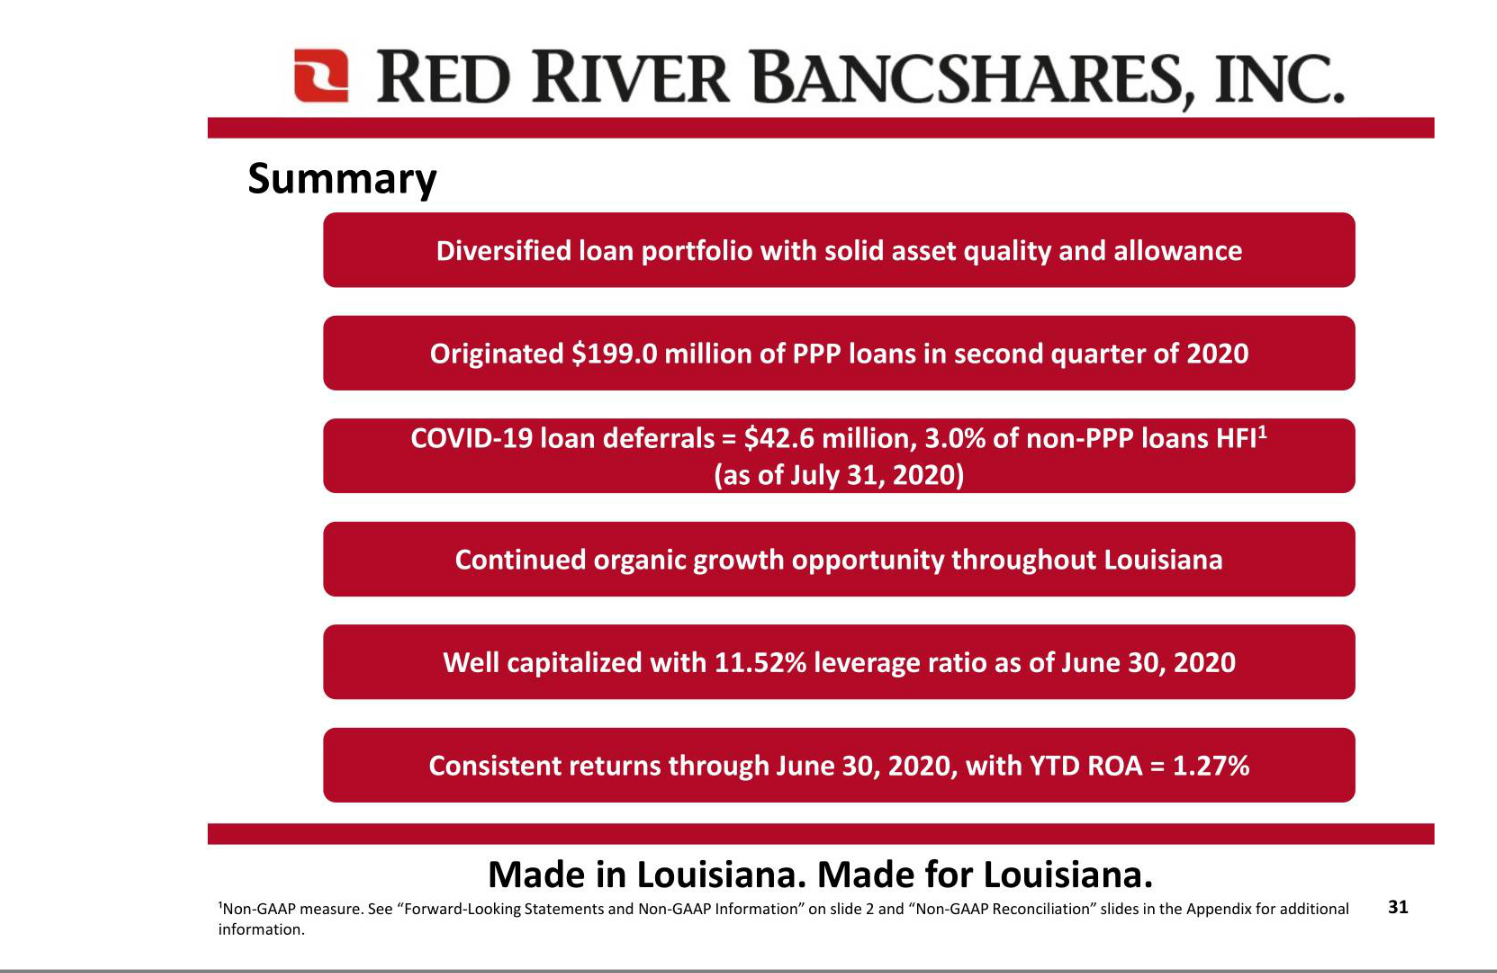 RED RIVER BANCSHARES, INC.
Summary
Diversified loan portfolio with solid asset quality and allowance
Originated $199.0 million of PPP loans in second quarter of 2020
COVID-19 loan deferrals = $42.6 million, 3.0% of non-PPP loans HFI¹
(as of July 31, 2020)
Continued organic growth opportunity throughout Louisiana
Well capitalized with 11.52% leverage ratio as of June 30, 2020
Consistent returns through June 30, 2020, with YTD ROA = 1.27%
Made in Louisiana. Made for Louisiana.
¹Non-GAAP measure. See “Forward-Looking Statements and Non-GAAP Information” on slide 2 and “Non-GAAP Reconciliation” slides in the Appendix for additional
information.
31